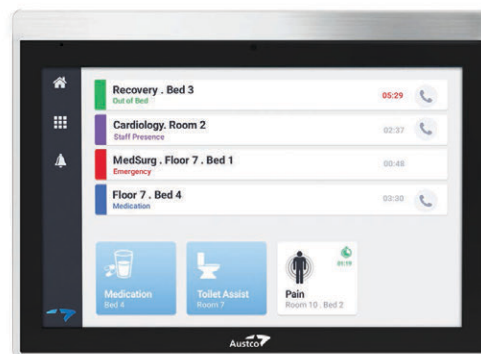 Recovery . Bed 3
Out of Bed
05:29
Cardiology. Room 2
Staff Presence
02:37
MedSurg . Floor 7 . Bed 1
Emergency
00:48
Floor 7 . Bed 4
Medication
03:30
Medication
Bed 4
Toilet Assist
Room 7
01:19
Pain
Room 10 . Bed 2
Austco